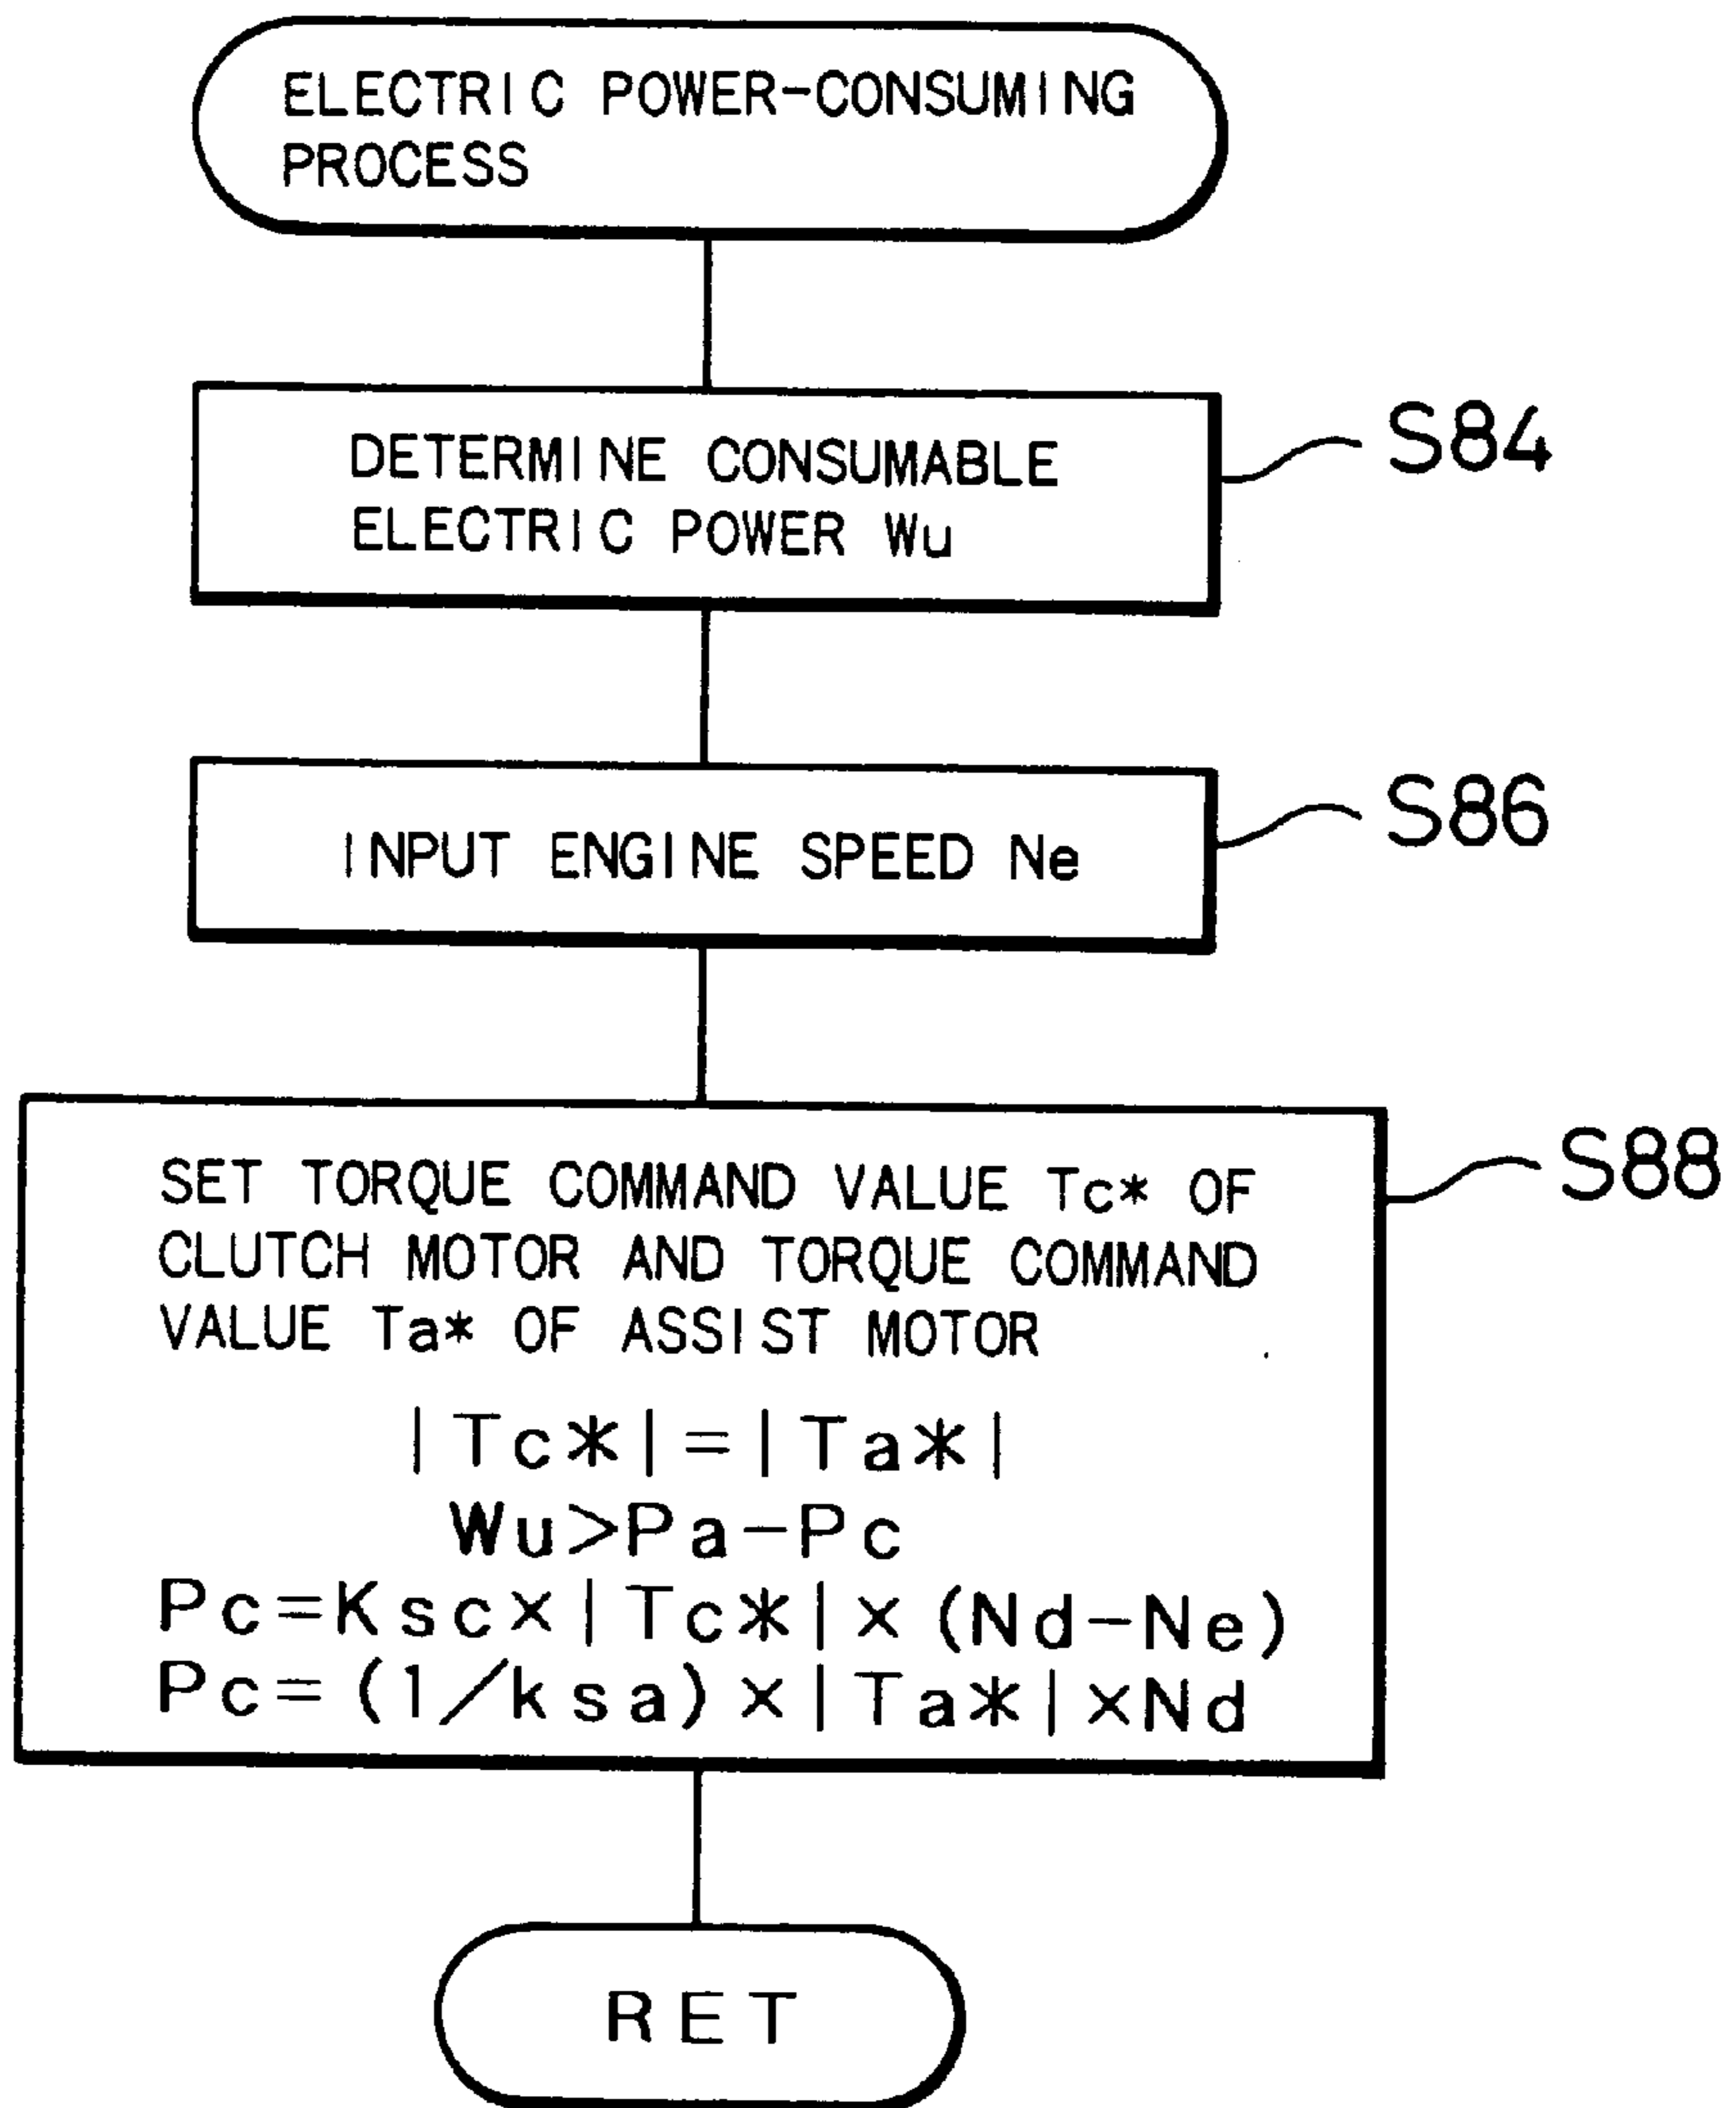 ELECTRIC POWER-CONSUMING
PROCESS
DETERMINE CONSUMABLE
ELECTRIC POWER Wu
S84
INPUT ENGINE SPEED Ne
S86
SET TORQUE COMMAND VALUE Tc* OF
CLUTCH MOTOR AND TORQUE COMMAND
VALUE Ta* OF ASSIST MOTOR
|Tc*|=|Ta*|
Wu>Pa-Pc
Pc=Ksc×|Tc*|×(Nd-Ne)
Pc=(1/ksa)×|Ta*|×Nd
S88
RET